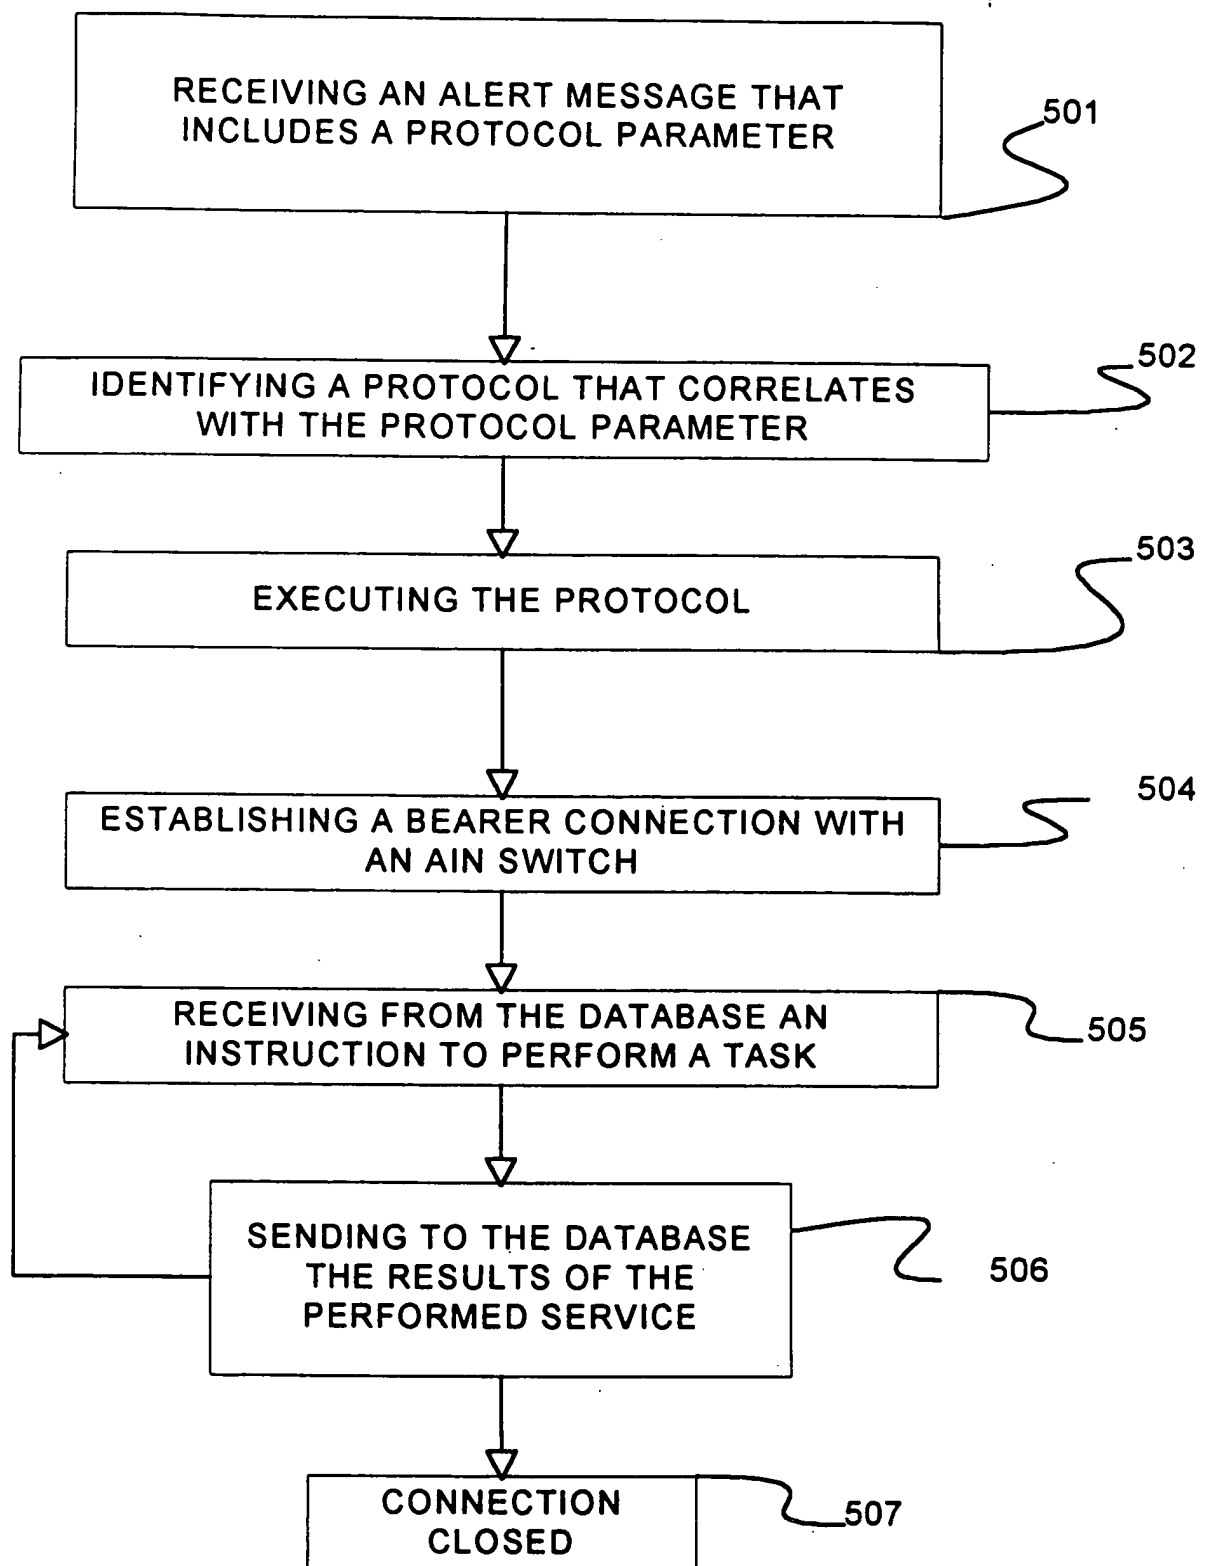 RECEIVING AN ALERT MESSAGE THAT
INCLUDES A PROTOCOL PARAMETER
501
502
IDENTIFYING A PROTOCOL THAT CORRELATES
WITH THE PROTOCOL PARAMETER
503
EXECUTING THE PROTOCOL
504
ESTABLISHING A BEARER CONNECTION WITH
AN AIN SWITCH
RECEIVING FROM THE DATABASE AN
INSTRUCTION TO PERFORM A TASK
505
SENDING TO THE DATABASE
THE RESULTS OF THE
PERFORMED SERVICE
506
CONNECTION
CLOSED
507